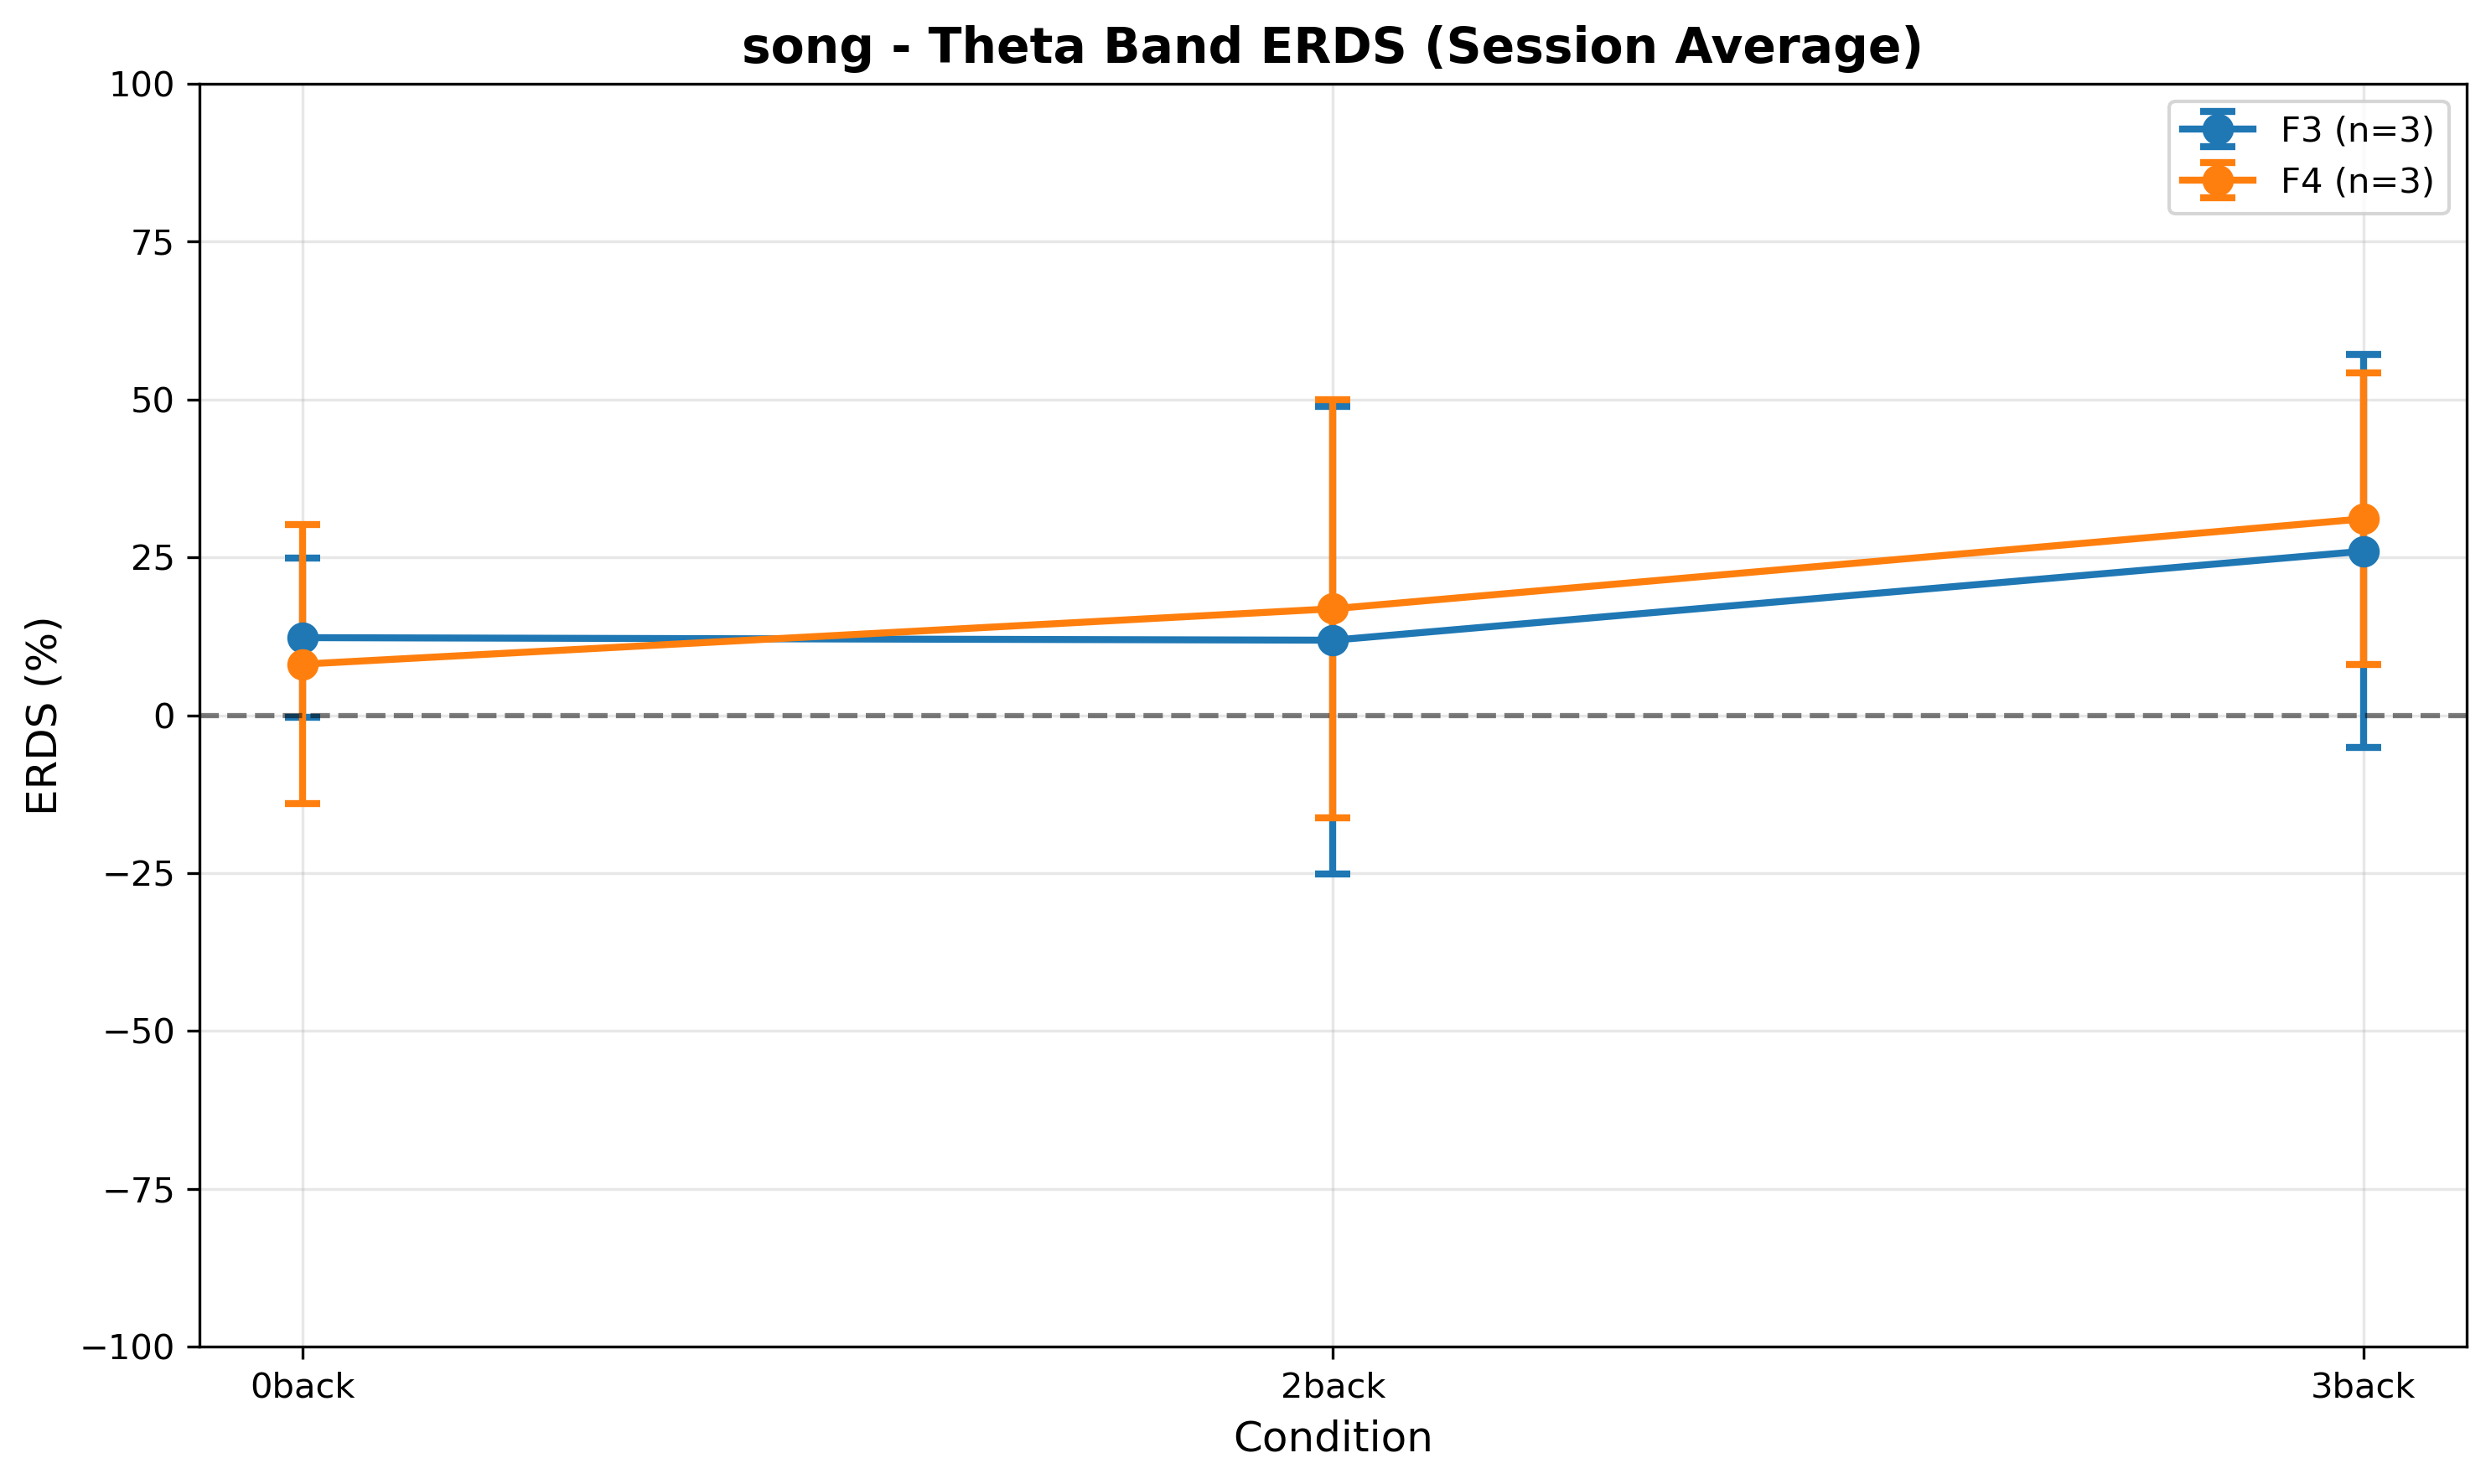 song - Theta Band ERDS (Session Average)
F3 (n=3)
F4 (n=3)
ERDS (%)
100
75
50
25
0
−25
−50
−75
−100
0back
2back
3back
Condition